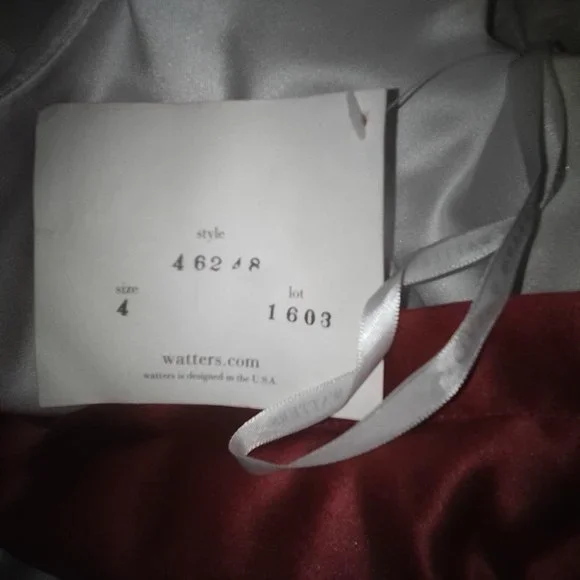 style
46248
size
lot
4
1603
watters.com
watters is designed in the U.S.A.